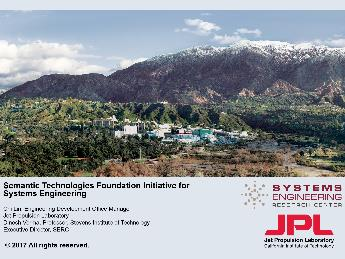 Semantic Technologies Foundation Initiative for
Systems Engineering
Chi Lin, Engineering Development Office Manager
Jet Propulsion Laboratory
Dinesh Verma, Professor, Stevens Institute of Technology
Executive Director, SERC
© 2017 All rights reserved.
SYSTEMS
ENGINEERING
RESEARCH CENTER
JPL
Jet Propulsion Laboratory
California Institute of Technology